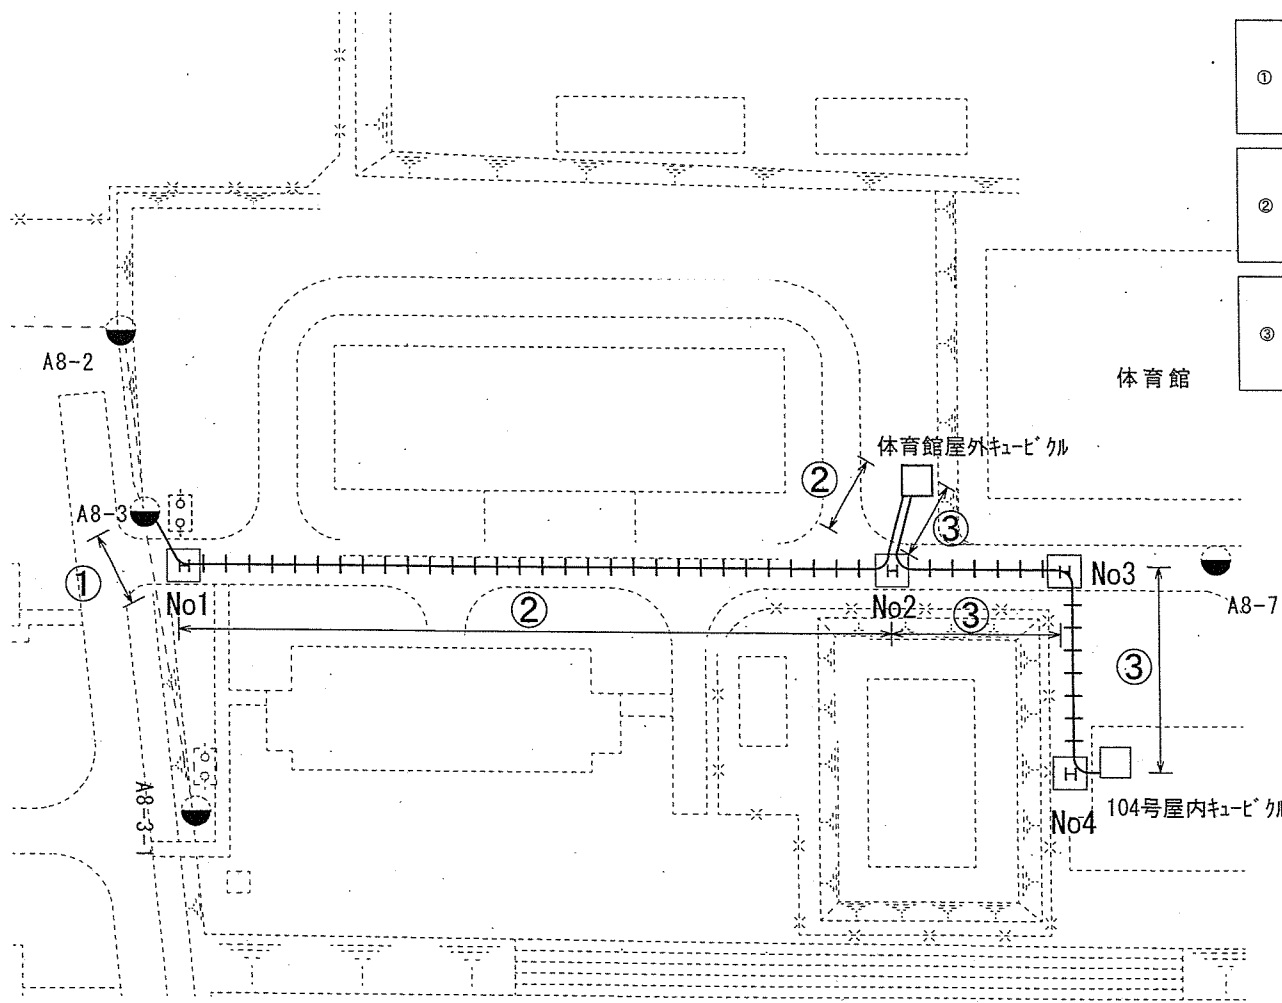 ①
②
③
A8-2
体育館
体育館屋外キュービクル
②
A8-3
③
①
No1
②
No2
③
No3
A8-7
③
A8-3-1
No4
104号屋内キュービクル